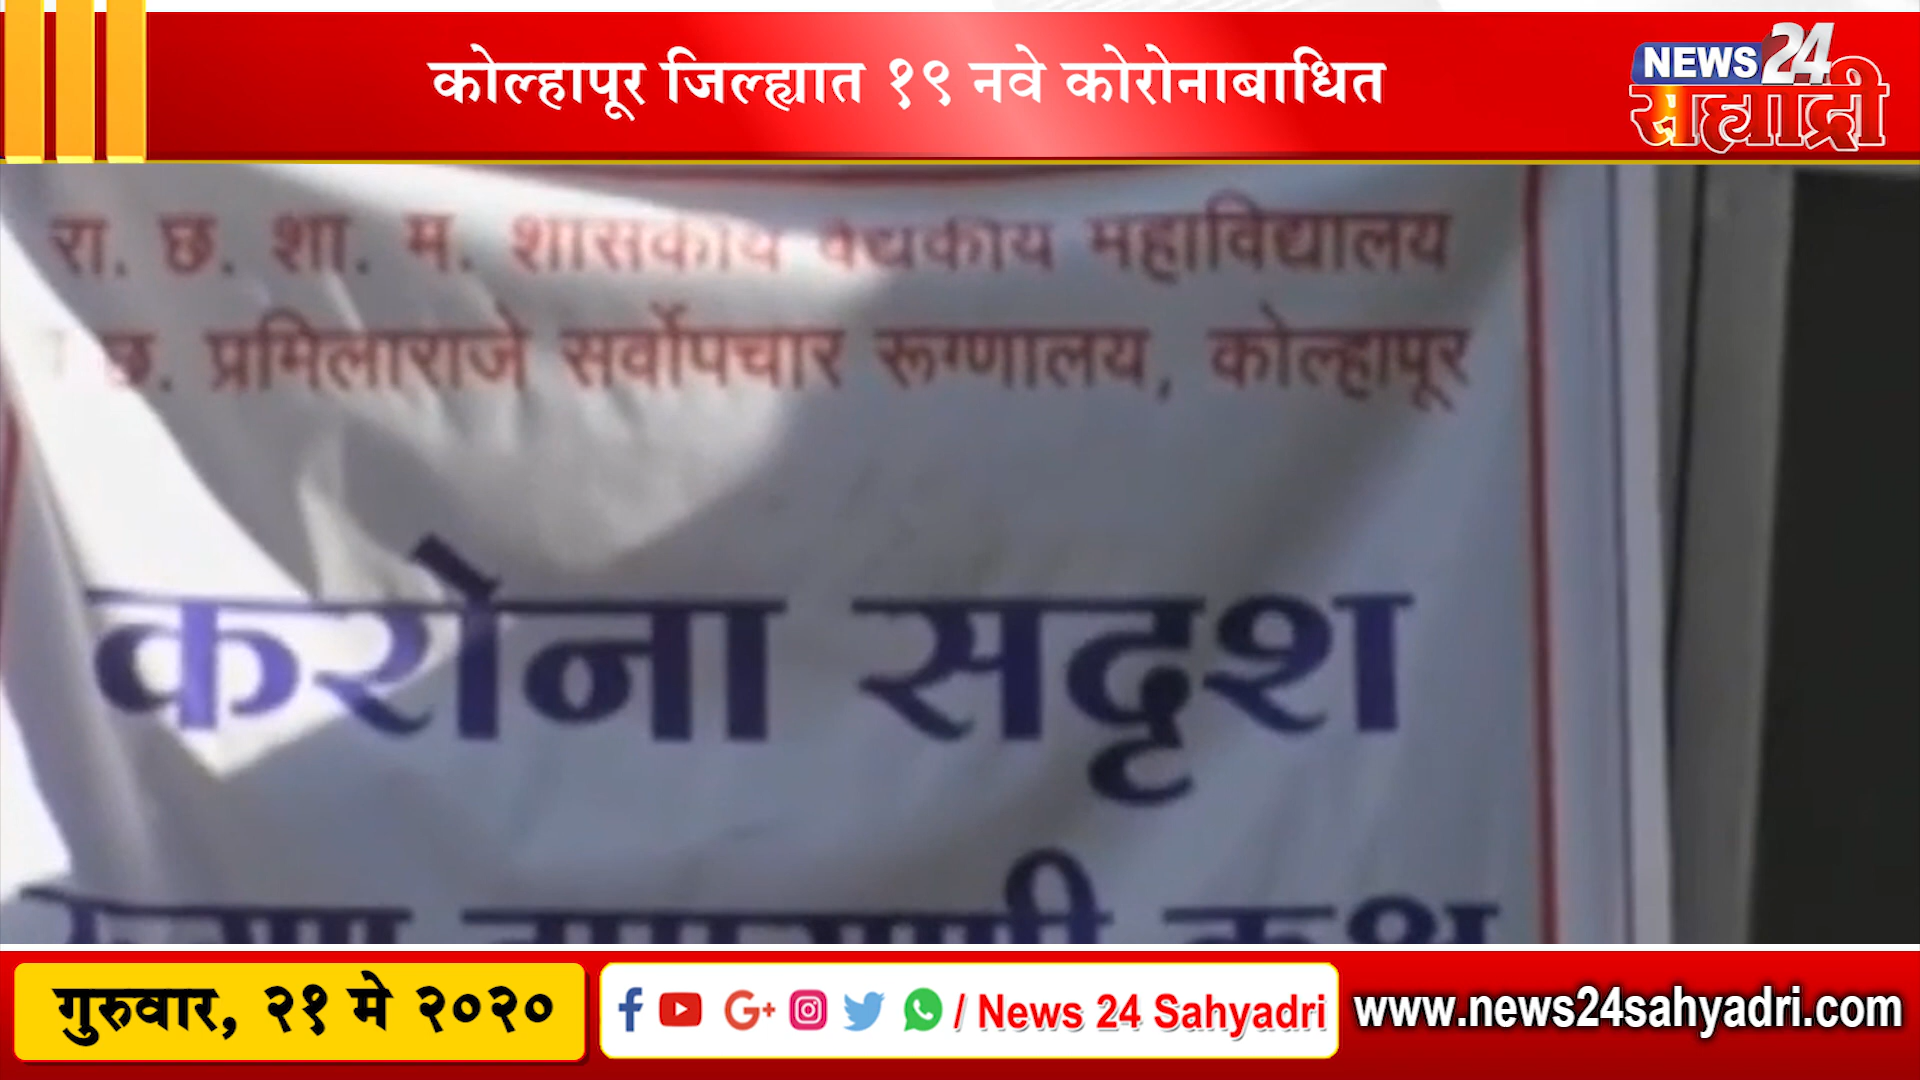 कोल्हापूर जिल्ह्यात १९ नवे कोरोनाबाधित
NEWS 24
सह्याद्री
रा. छ. शा. म. शासकीय वैद्यकीय महाविद्यालय
छ. प्रमिलाराजे सर्वोपचार रूग्णालय, कोल्हापूर
करोना सदृश
गुरुवार, २१ मे २०२०
/ News 24 Sahyadri
www.news24sahyadri.com